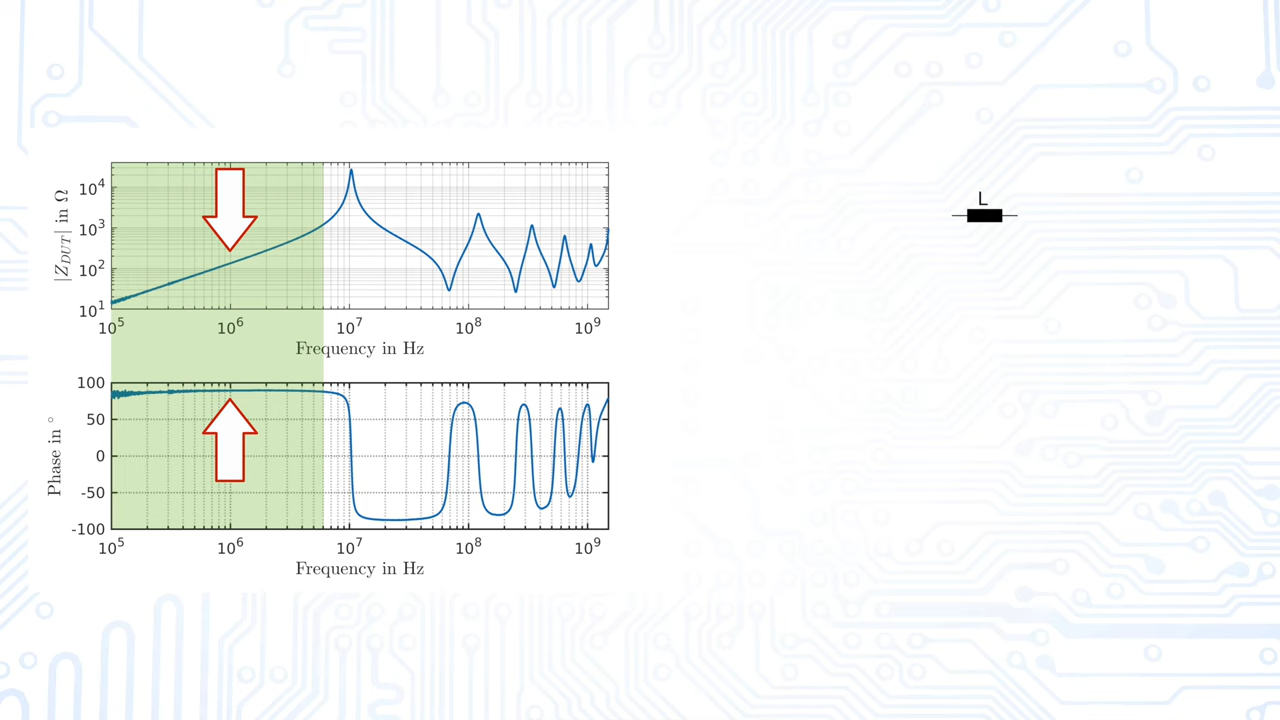 10^4
10^3
10^2
10^1
|Z_{DUT}| in Ω
10^5 10^6 10^7 10^8 10^9
Frequency in Hz
100
50
0
-50
-100
Phase in °
10^5 10^6 10^7 10^8 10^9
Frequency in Hz
L